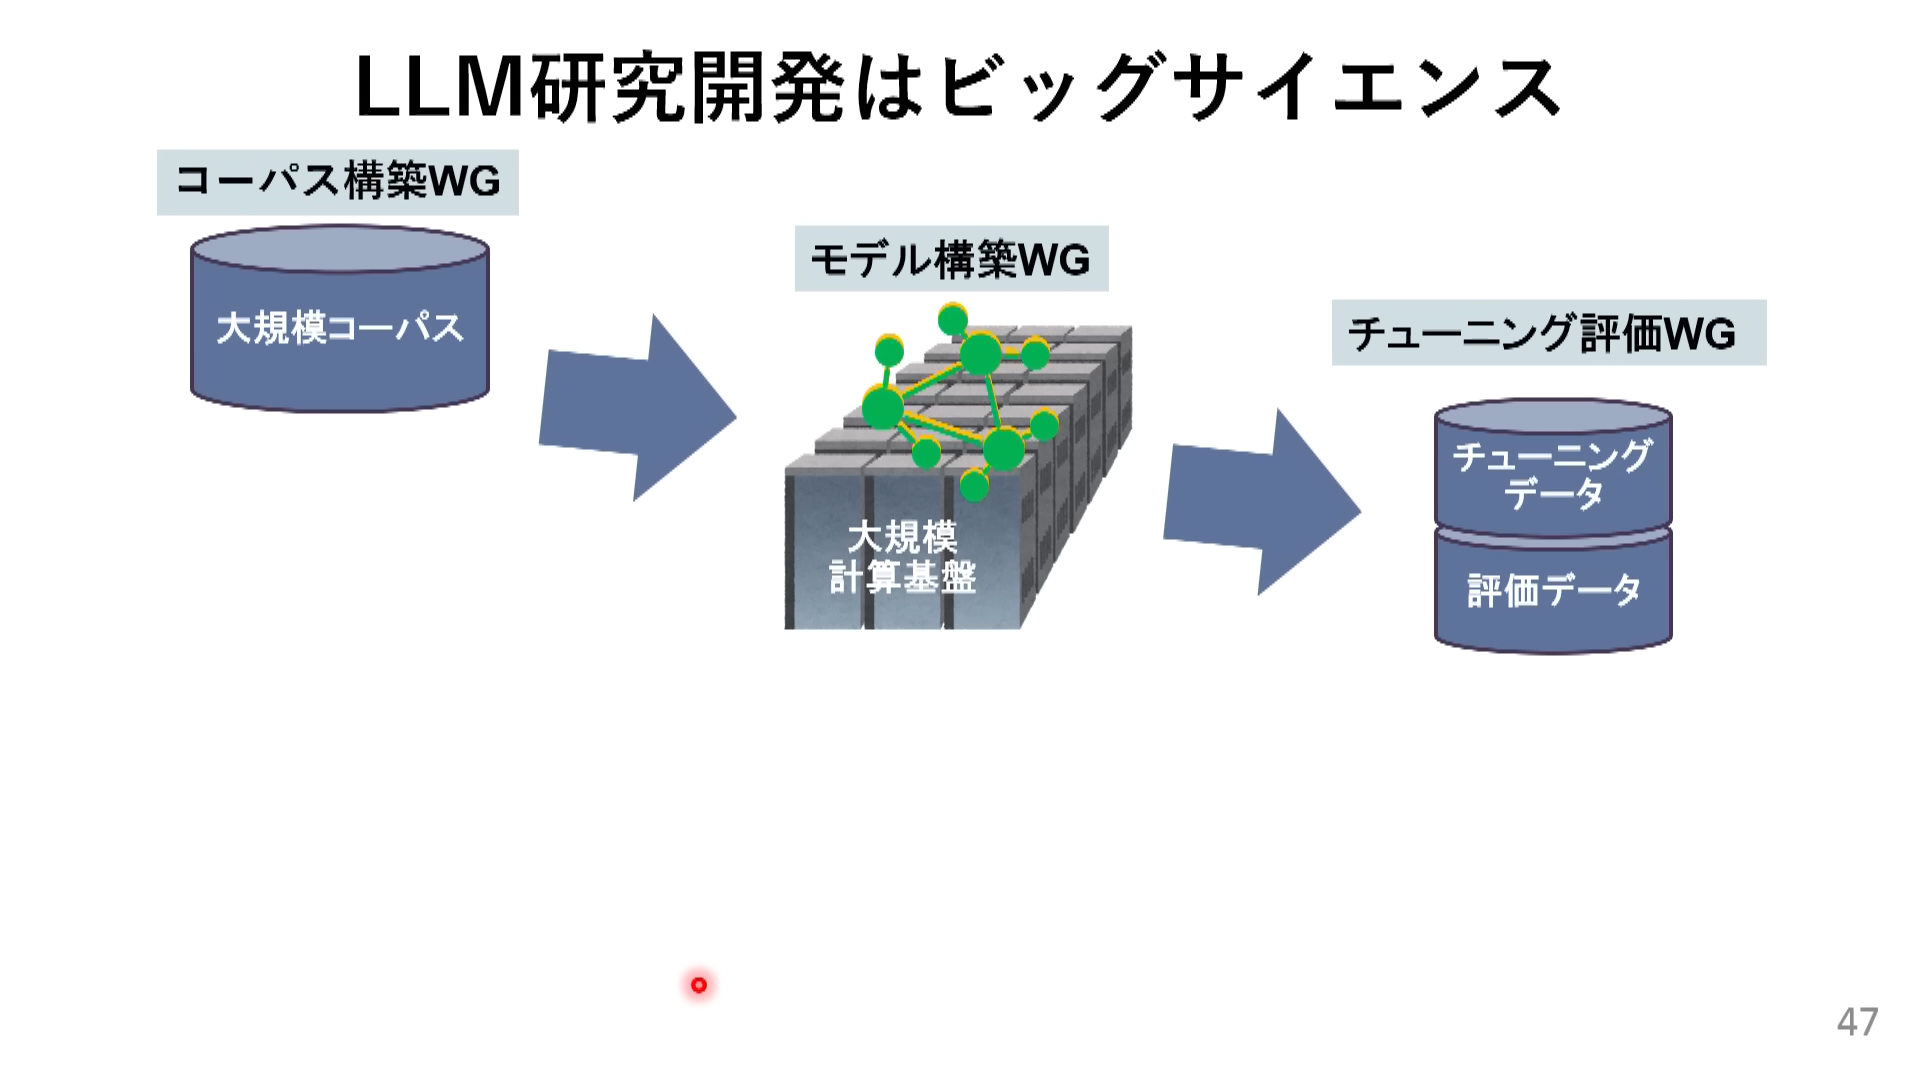 LLM研究開発はビッグサイエンス
コーパス構築WG
大規模コーパス
モデル構築WG
大規模
計算基盤
チューニング評価WG
チューニング
データ
評価データ
47